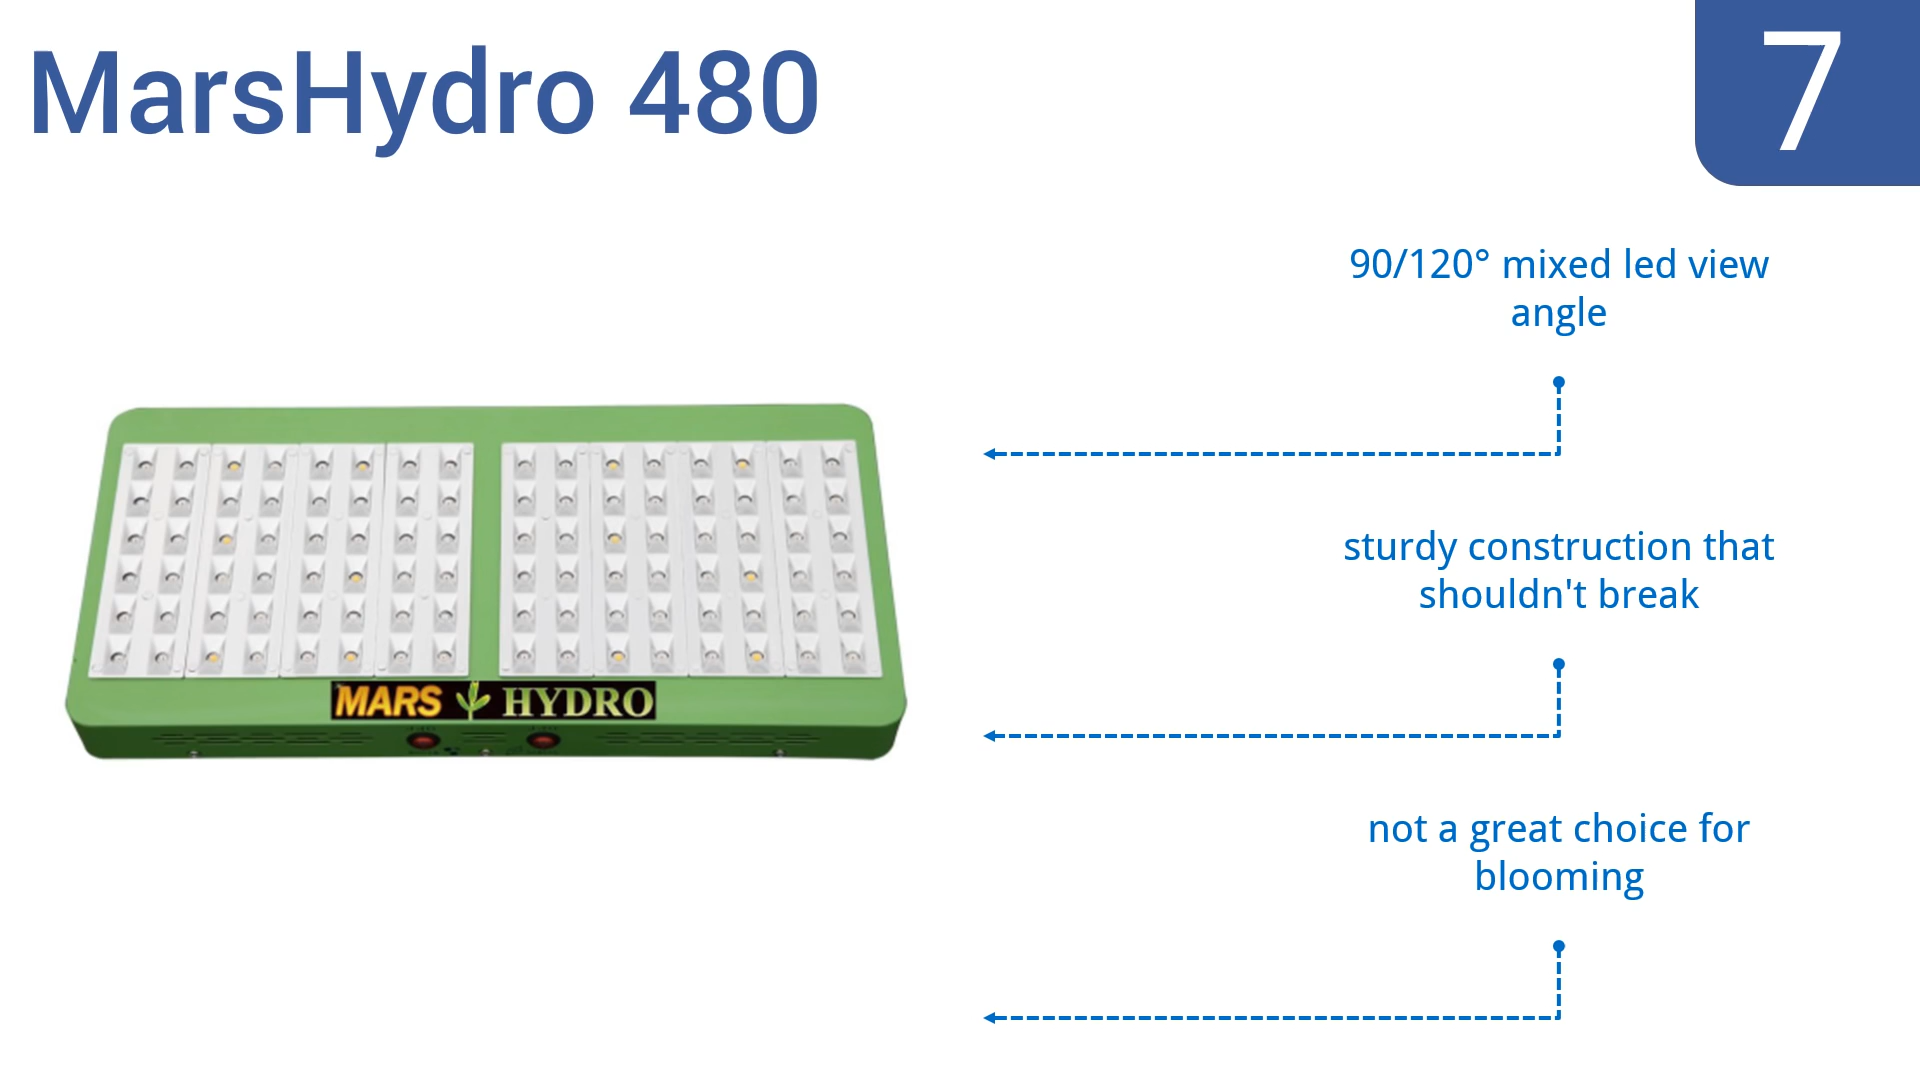 MarsHydro 480
7
90/120° mixed led view
angle
sturdy construction that
shouldn't break
not a great choice for
blooming
MARS HYDRO